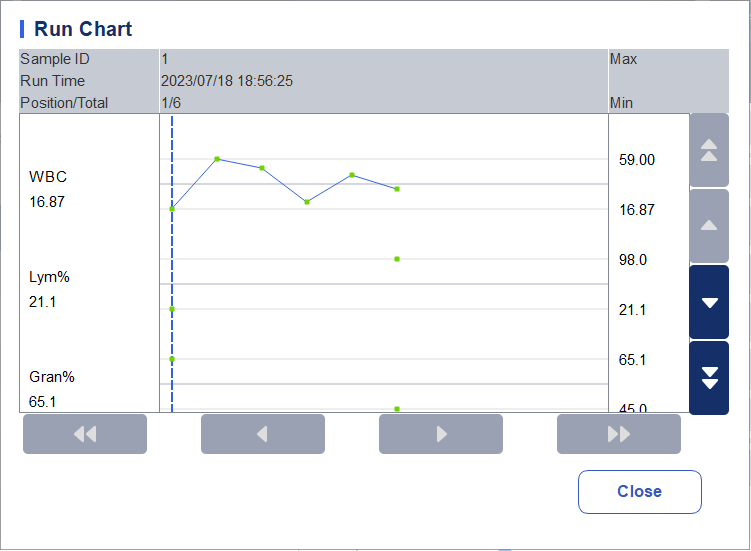 Run Chart
Sample ID 1 Max
Run Time 2023/07/18 18:56:25
Position/Total 1/6 Min
59.00
WBC
16.87 16.87
98.0
Lym%
21.1 21.1
65.1
Gran%
65.1 45.0
Close